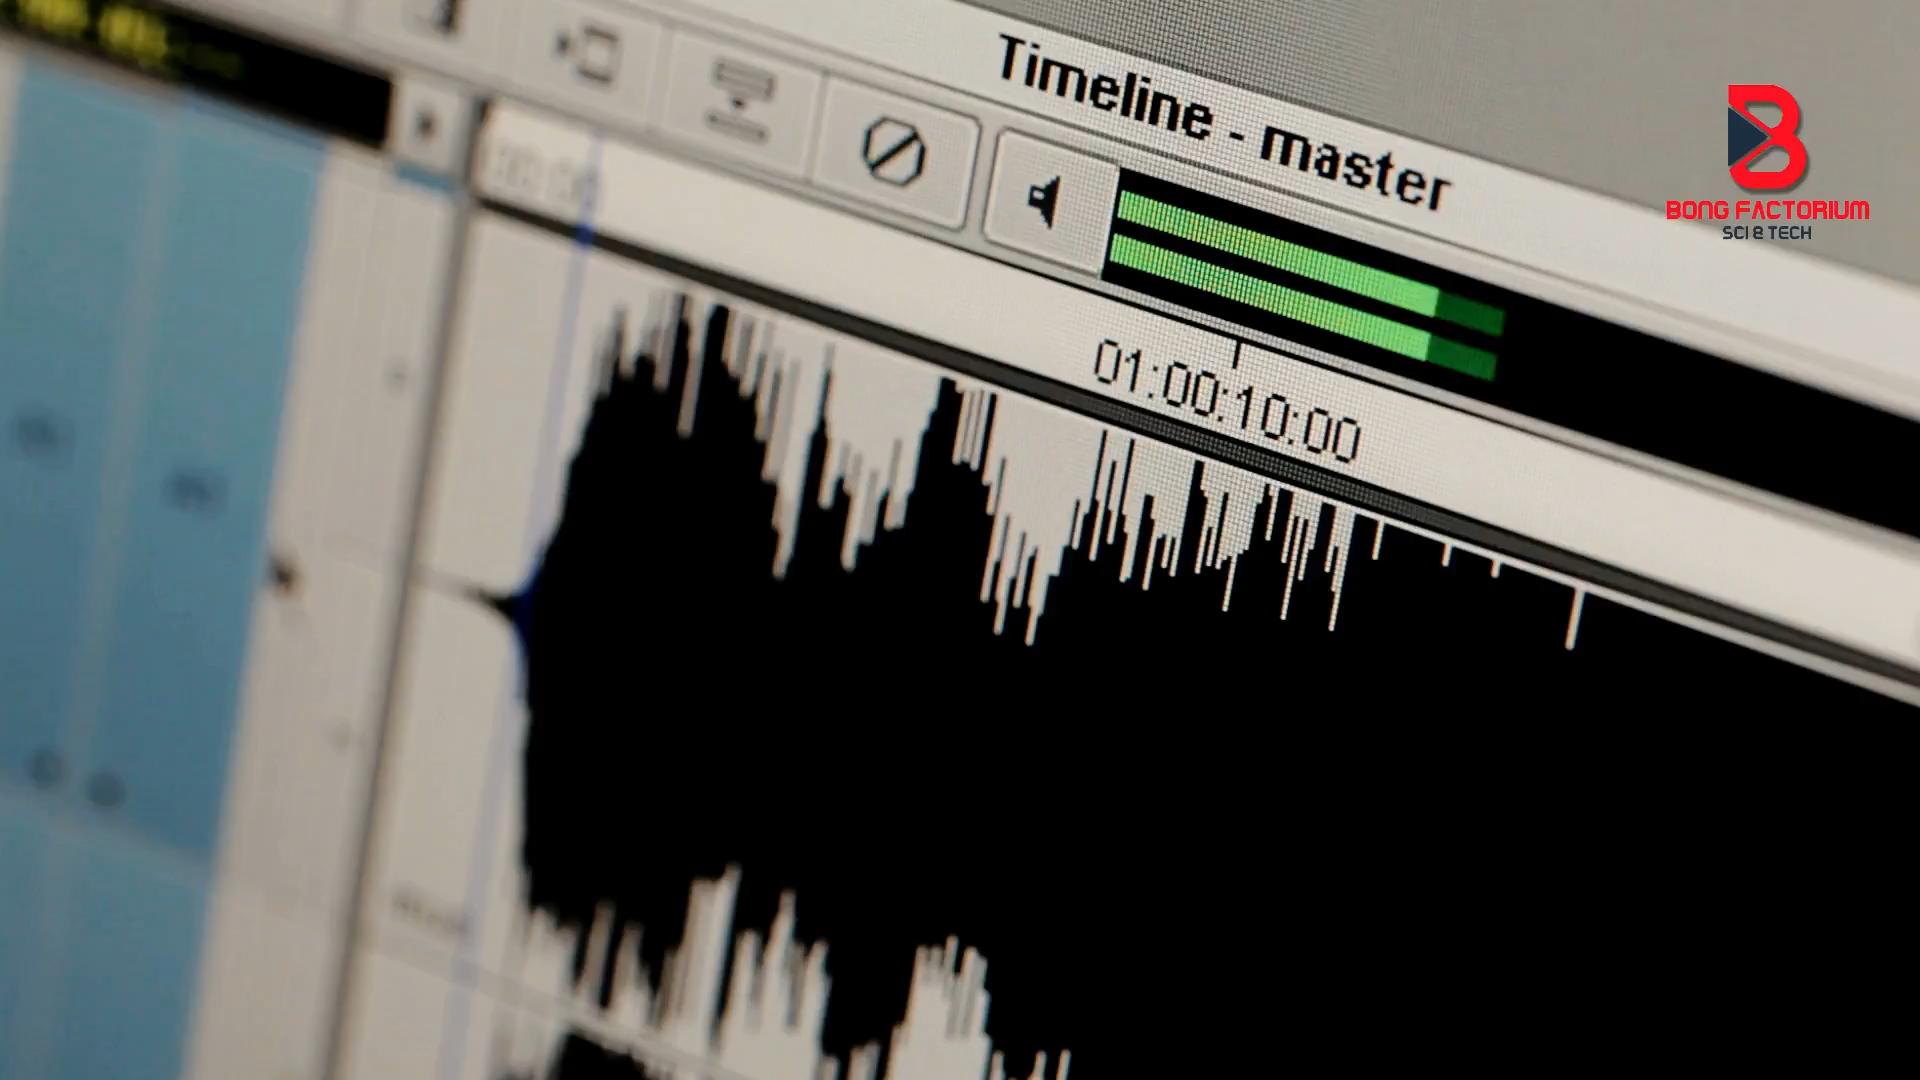 Timeline - master
BONG FACTORIUM
SCI & TECH
01:00:10:00